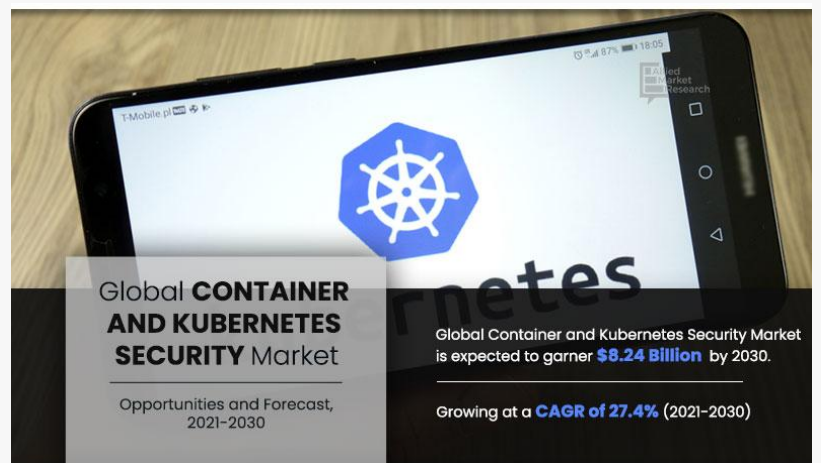 87% 18:05
Allied
Market
Research
T-Mobile.pl
ernetes
Global CONTAINER
AND KUBERNETES
SECURITY Market
Opportunities and Forecast,
2021-2030
Global Container and Kubernetes Security Market
is expected to garner $8.24 Billion by 2030.
Growing at a CAGR of 27.4% (2021-2030)